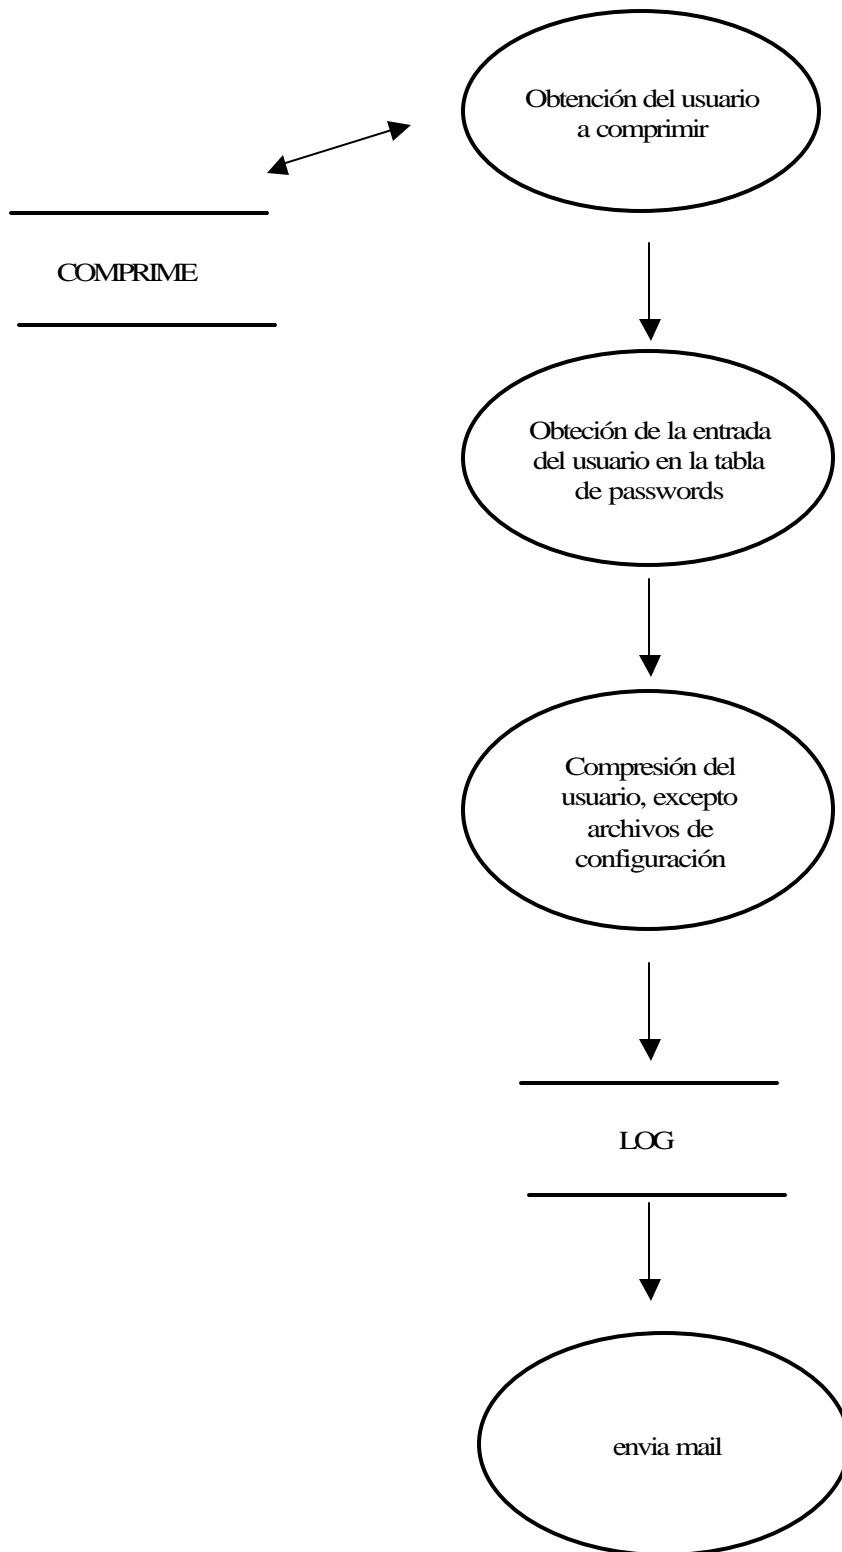 Obtención del usuario
a comprimir
COMPRIME
Obteción de la entrada
del usuario en la tabla
de passwords
Compresión del
usuario, excepto
archivos de
configuración
LOG
envia mail